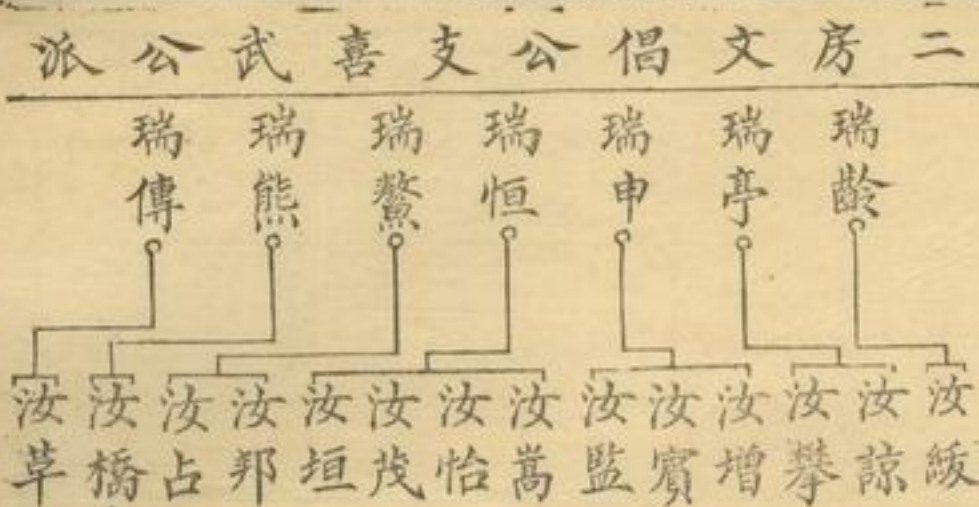 二房文倡公支喜武公派
瑞齡 瑞亭 瑞申 瑞恒 瑞鰲 瑞熊 瑞傳
汝 汝諒 汝攀 汝增 汝賓 汝監 汝嵩 汝怡 汝茂 汝垣 汝邦 汝占 汝橋 汝草